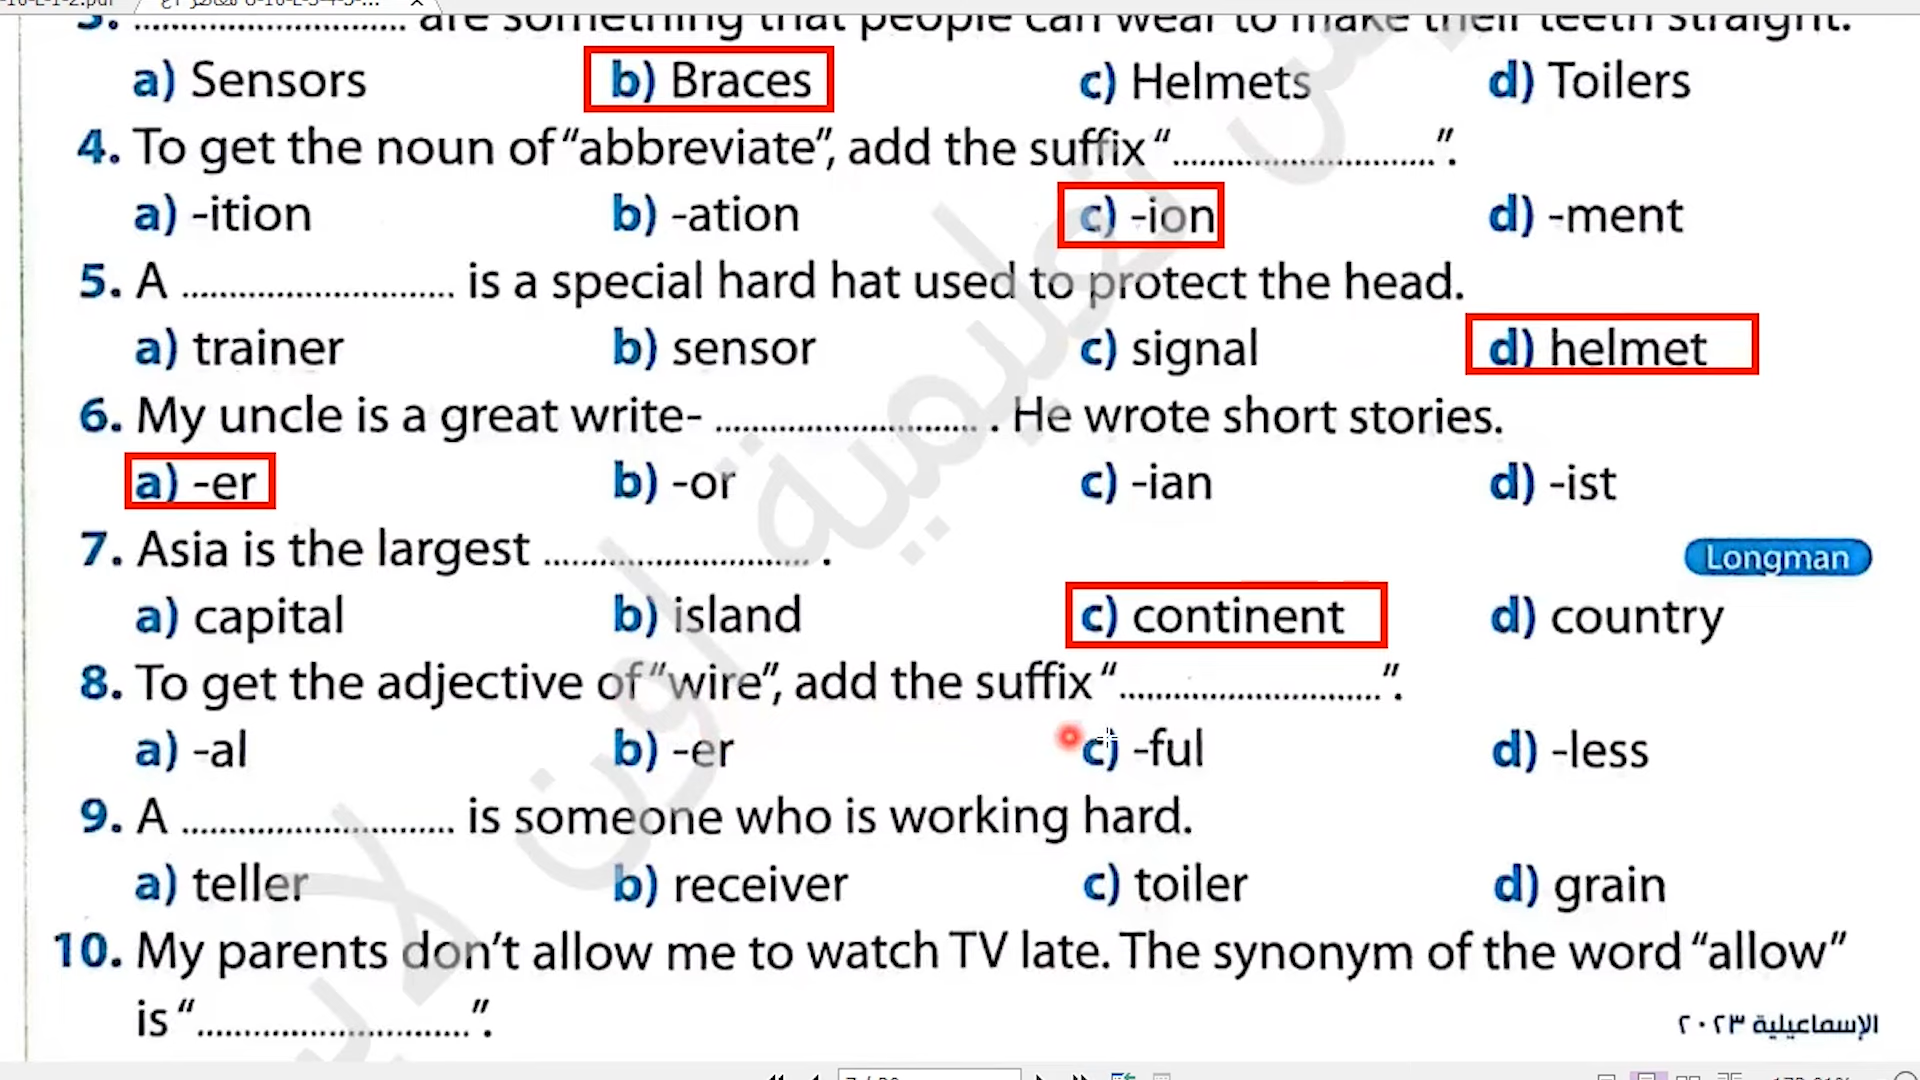 3. ............................ are something that people can wear to make their teeth straight.
a) Sensors b) Braces c) Helmets d) Toilers
4. To get the noun of “abbreviate”, add the suffix “............................”.
a) -ition b) -ation c) -ion d) -ment
5. A ............................ is a special hard hat used to protect the head.
a) trainer b) sensor c) signal d) helmet
6. My uncle is a great write- ............................ . He wrote short stories.
a) -er b) -or c) -ian d) -ist
7. Asia is the largest ............................ . Longman
a) capital b) island c) continent d) country
8. To get the adjective of “wire”, add the suffix “............................”.
a) -al b) -er c) -ful d) -less
9. A ............................ is someone who is working hard.
a) teller b) receiver c) toiler d) grain
10. My parents don’t allow me to watch TV late. The synonym of the word “allow”
is “............................”. الإسماعيلية ٢٠٢٣
تعليمية اون لاين